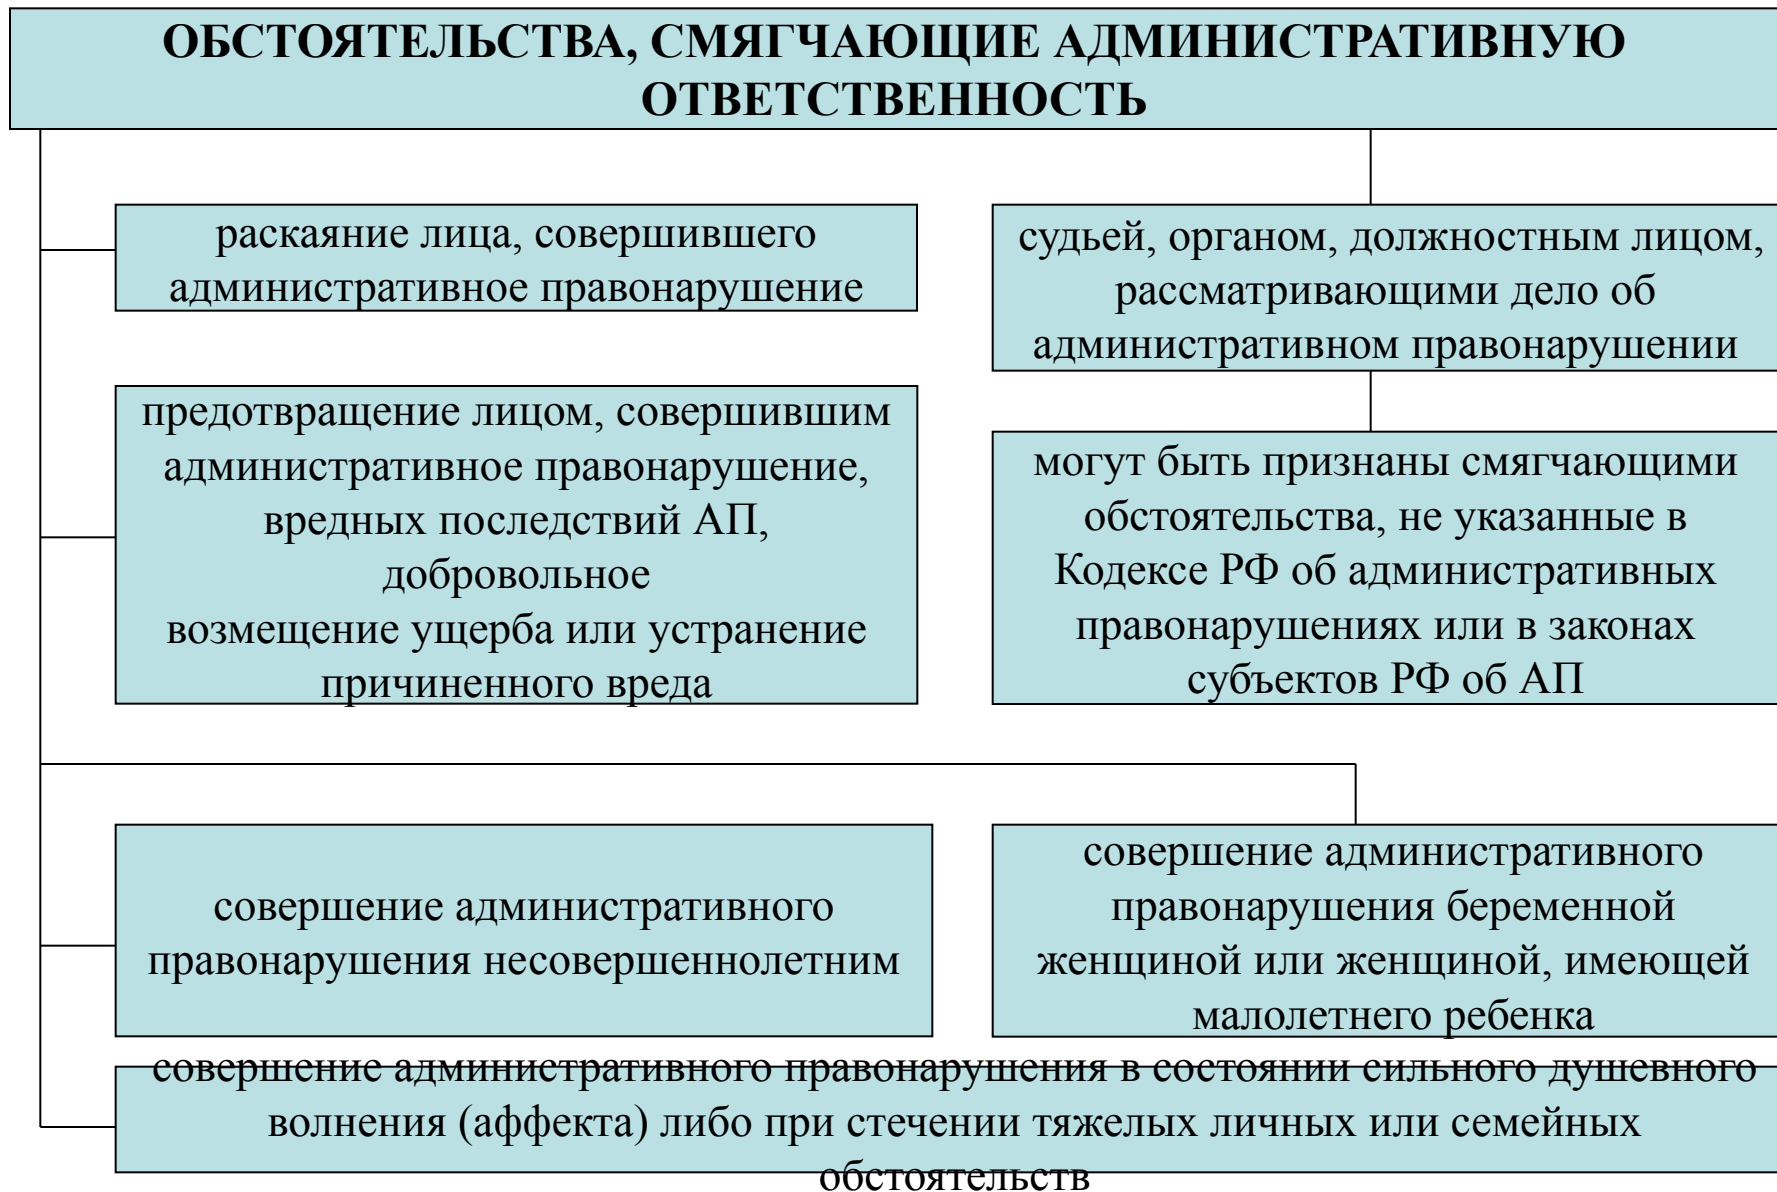 ОБСТОЯТЕЛЬСТВА, СМЯГЧАЮЩИЕ АДМИНИСТРАТИВНУЮ
ОТВЕТСТВЕННОСТЬ
раскаяние лица, совершившего
административное правонарушение
судьей, органом, должностным лицом,
рассматривающими дело об
административном правонарушении
предотвращение лицом, совершившим
административное правонарушение,
вредных последствий АП,
добровольное
возмещение ущерба или устранение
причиненного вреда
могут быть признаны смягчающими
обстоятельства, не указанные в
Кодексе РФ об административных
правонарушениях или в законах
субъектов РФ об АП
совершение административного
правонарушения несовершеннолетним
совершение административного
правонарушения беременной
женщиной или женщиной, имеющей
малолетнего ребенка
совершение административного правонарушения в состоянии сильного душевного
волнения (аффекта) либо при стечении тяжелых личных или семейных
обстоятельств